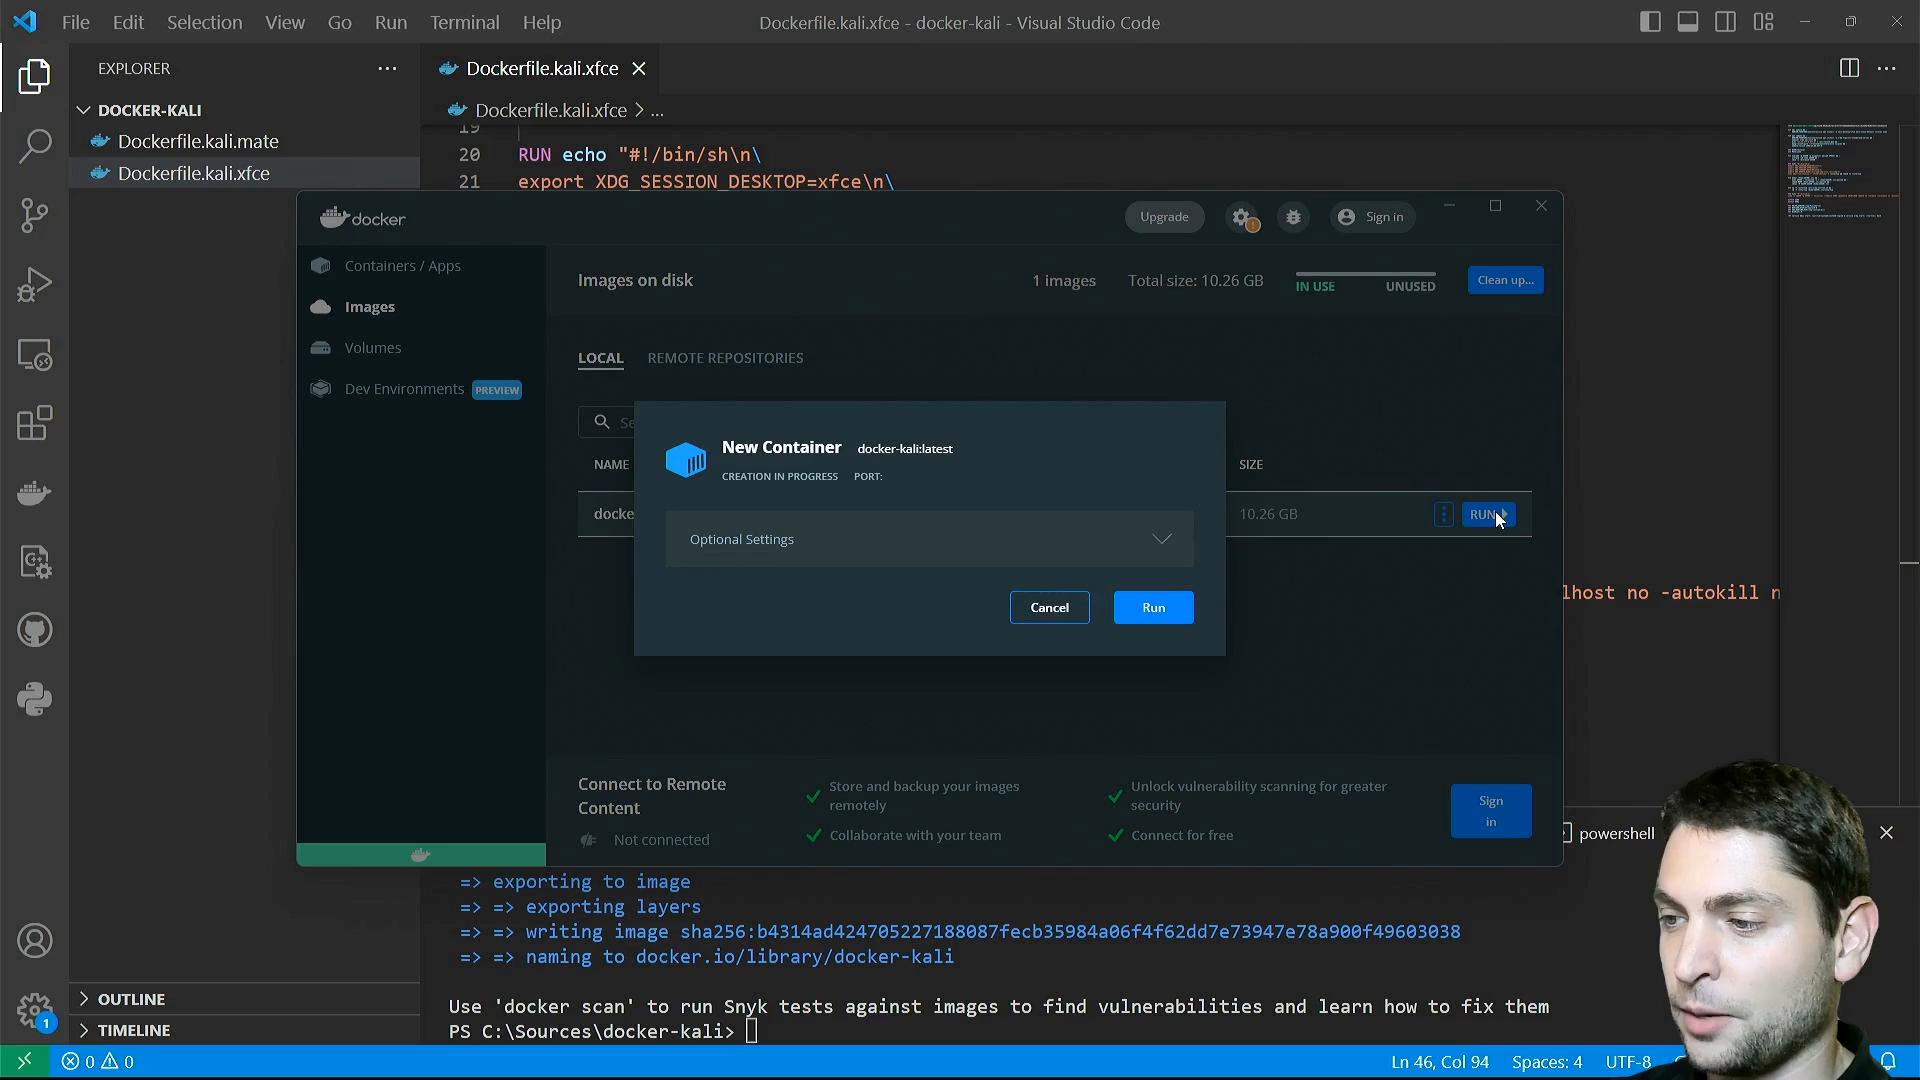 File Edit Selection View Go Run Terminal Help
Dockerfile.kali.xfce - docker-kali - Visual Studio Code
EXPLORER
DOCKER-KALI
Dockerfile.kali.mate
Dockerfile.kali.xfce
Dockerfile.kali.xfce
Dockerfile.kali.xfce > ...
19
20 RUN echo "#!/bin/sh\n\
21 export XDG_SESSION_DESKTOP=xfce\n\
docker
Upgrade
Sign in
Containers / Apps
Images
Volumes
Dev Environments PREVIEW
Images on disk
1 images
Total size: 10.26 GB
IN USE
UNUSED
Clean up...
LOCAL
REMOTE REPOSITORIES
NAME
SIZE
docke
10.26 GB
RUN
New Container docker-kali:latest
CREATION IN PROGRESS PORT:
Optional Settings
Cancel
Run
lhost no -autokill
Connect to Remote
Content
Not connected
Store and backup your images
remotely
Collaborate with your team
Unlock vulnerability scanning for greater
security
Connect for free
Sign
in
powershell
=> exporting to image
=> => exporting layers
=> => writing image sha256:b4314ad424705227188087fecb35984a06f4f62dd7e73947e78a900f49603038
=> => naming to docker.io/library/docker-kali
Use 'docker scan' to run Snyk tests against images to find vulnerabilities and learn how to fix them
PS C:\Sources\docker-kali>
OUTLINE
TIMELINE
1
0 0
Ln 46, Col 94
Spaces: 4
UTF-8